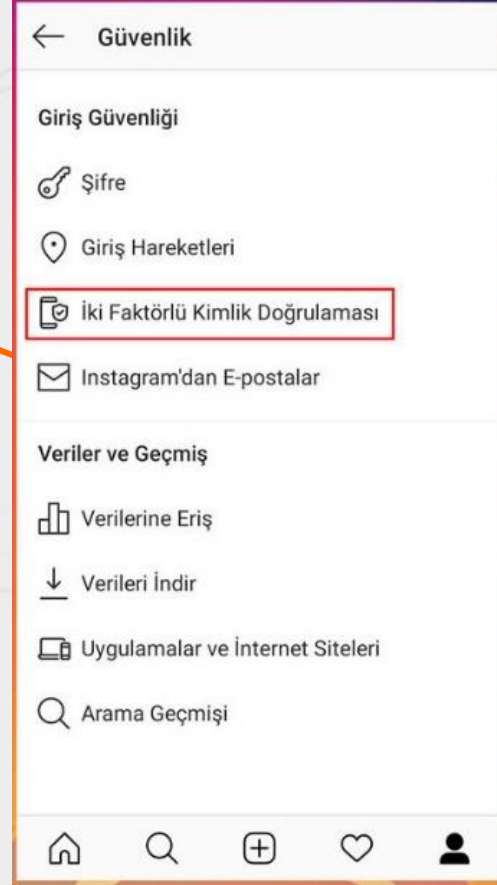 Güvenlik
Giriş Güvenliği
Şifre
Giriş Hareketleri
İki Faktörlü Kimlik Doğrulaması
Instagram'dan E-postalar
Veriler ve Geçmiş
Verilerine Eriş
Verileri İndir
Uygulamalar ve İnternet Siteleri
Arama Geçmişi